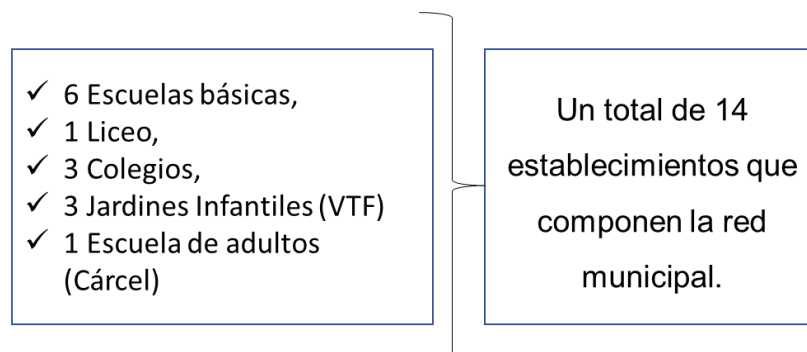 ✓ 6 Escuelas básicas,
✓ 1 Liceo,
✓ 3 Colegios,
✓ 3 Jardines Infantiles (VTF)
✓ 1 Escuela de adultos
(Cárcel)
Un total de 14
establecimientos que
componen la red
municipal.